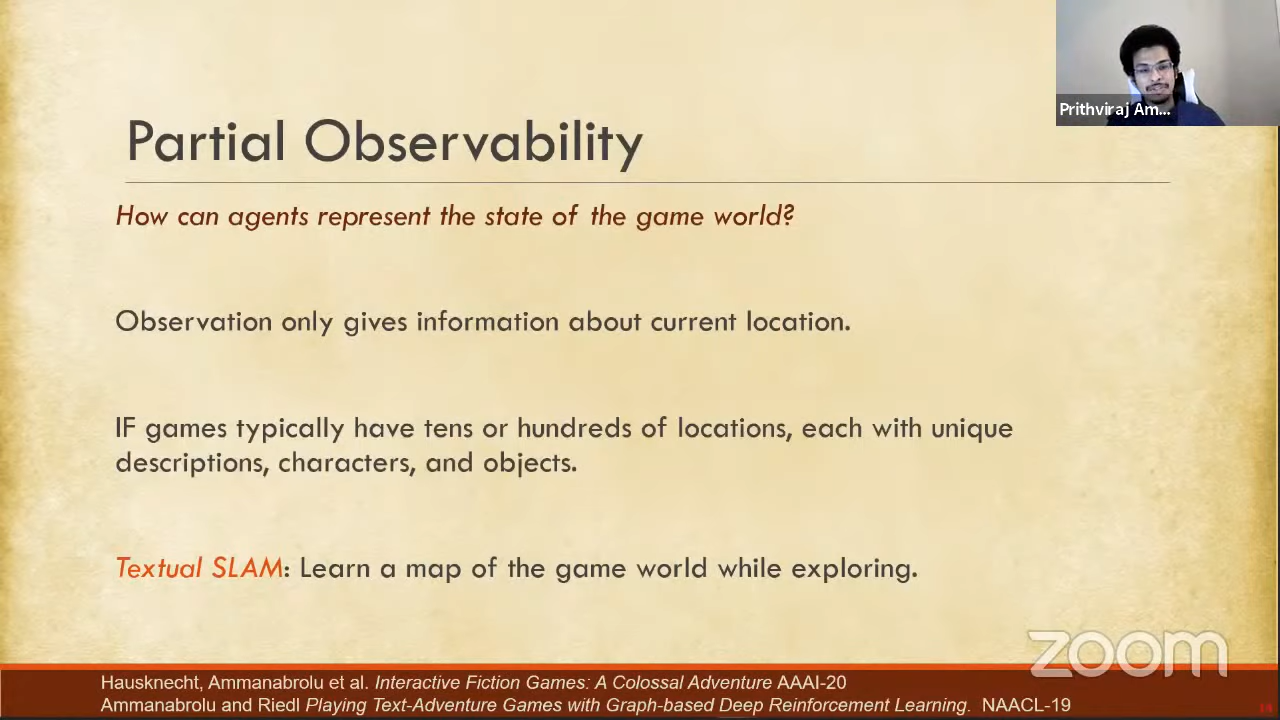 Prithviraj Am...
Partial Observability
How can agents represent the state of the game world?
Observation only gives information about current location.
IF games typically have tens or hundreds of locations, each with unique
descriptions, characters, and objects.
Textual SLAM: Learn a map of the game world while exploring.
zoom
Hausknecht, Ammanabrolu et al. Interactive Fiction Games: A Colossal Adventure AAAI-20
Ammanabrolu and Riedl Playing Text-Adventure Games with Graph-based Deep Reinforcement Learning. NAACL-19